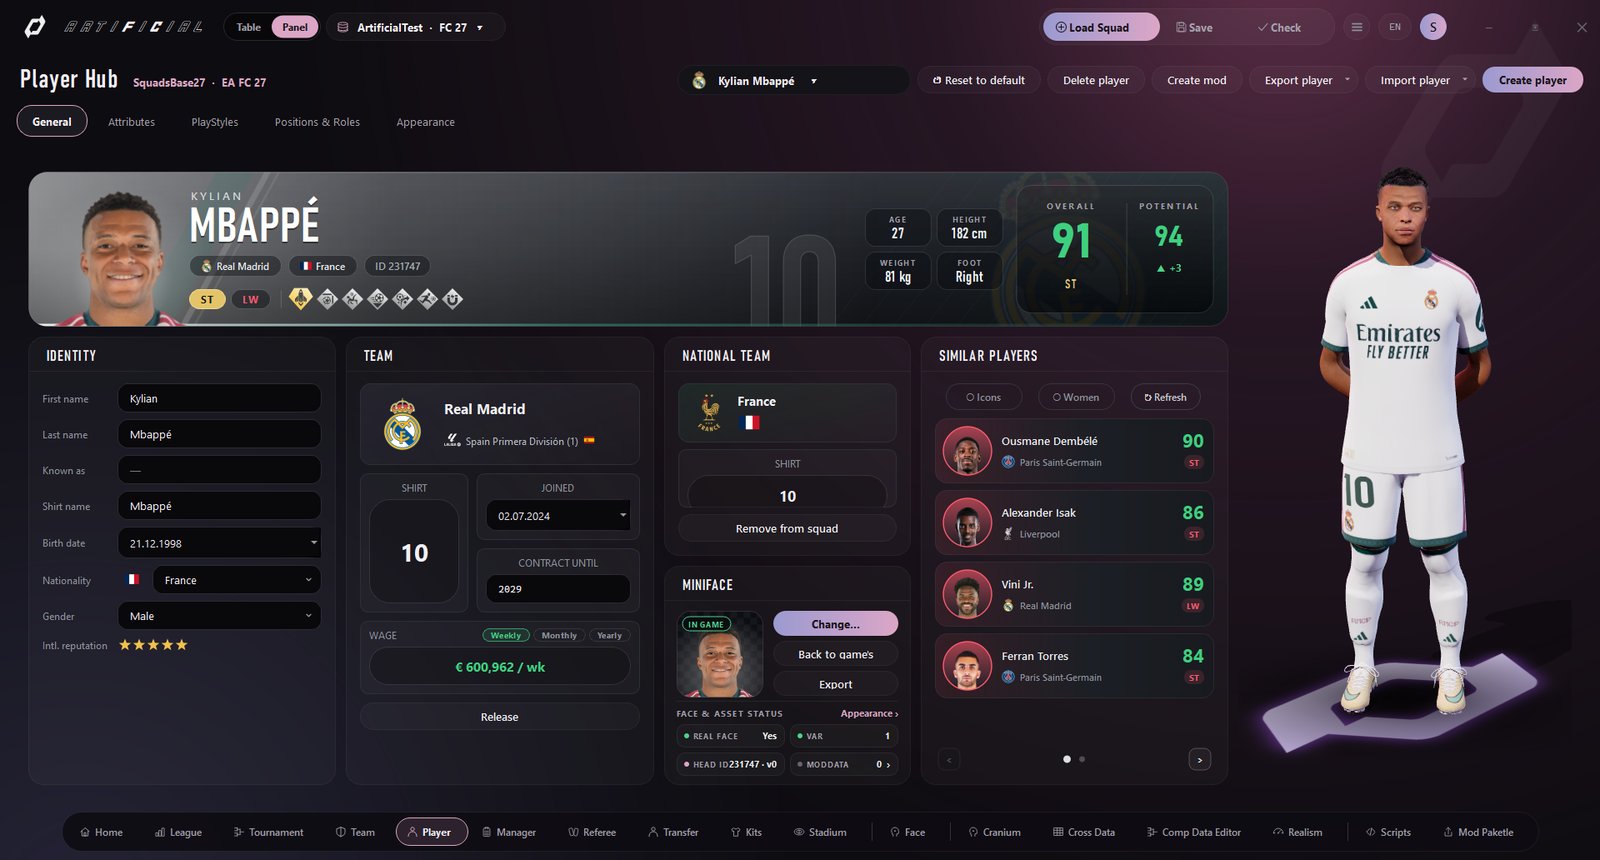 ARTIFICIAL
Table
Panel
ArtificialTest · FC 27
Load Squad
Save
Check
EN
S
Player Hub
SquadsBase27 · EA FC 27
Kylian Mbappé
Reset to default
Delete player
Create mod
Export player
Import player
Create player
General
Attributes
PlayStyles
Positions & Roles
Appearance
KYLIAN
MBAPPÉ
Real Madrid
France
ID 231747
ST
LW
10
AGE
27
HEIGHT
182 cm
WEIGHT
81 kg
FOOT
Right
OVERALL
91
ST
POTENTIAL
94
▲ +3
IDENTITY
First name
Kylian
Last name
Mbappé
Known as
—
Shirt name
Mbappé
Birth date
21.12.1998
Nationality
France
Gender
Male
Intl. reputation
★★★★★
TEAM
Real Madrid
Spain Primera División (1)
SHIRT
10
JOINED
02.07.2024
CONTRACT UNTIL
2029
WAGE
Weekly
Monthly
Yearly
€ 600,962 / wk
Release
NATIONAL TEAM
FRANCE
France
SHIRT
10
Remove from squad
MINIFACE
IN GAME
Change...
Back to game's
Export
FACE & ASSET STATUS
Appearance ›
REAL FACE
Yes
VAR
1
HEAD ID
231747 · v0
MODDATA
0 ›
SIMILAR PLAYERS
Icons
Women
Refresh
Ousmane Dembélé
90
Paris Saint-Germain
ST
Alexander Isak
86
Liverpool
ST
Vini Jr.
89
Real Madrid
LW
Ferran Torres
84
Paris Saint-Germain
ST
<
>
Emirates
FLY BETTER
10
Home
League
Tournament
Team
Player
Manager
Referee
Transfer
Kits
Stadium
Face
Cranium
Cross Data
Comp Data Editor
Realism
Scripts
Mod Paketle